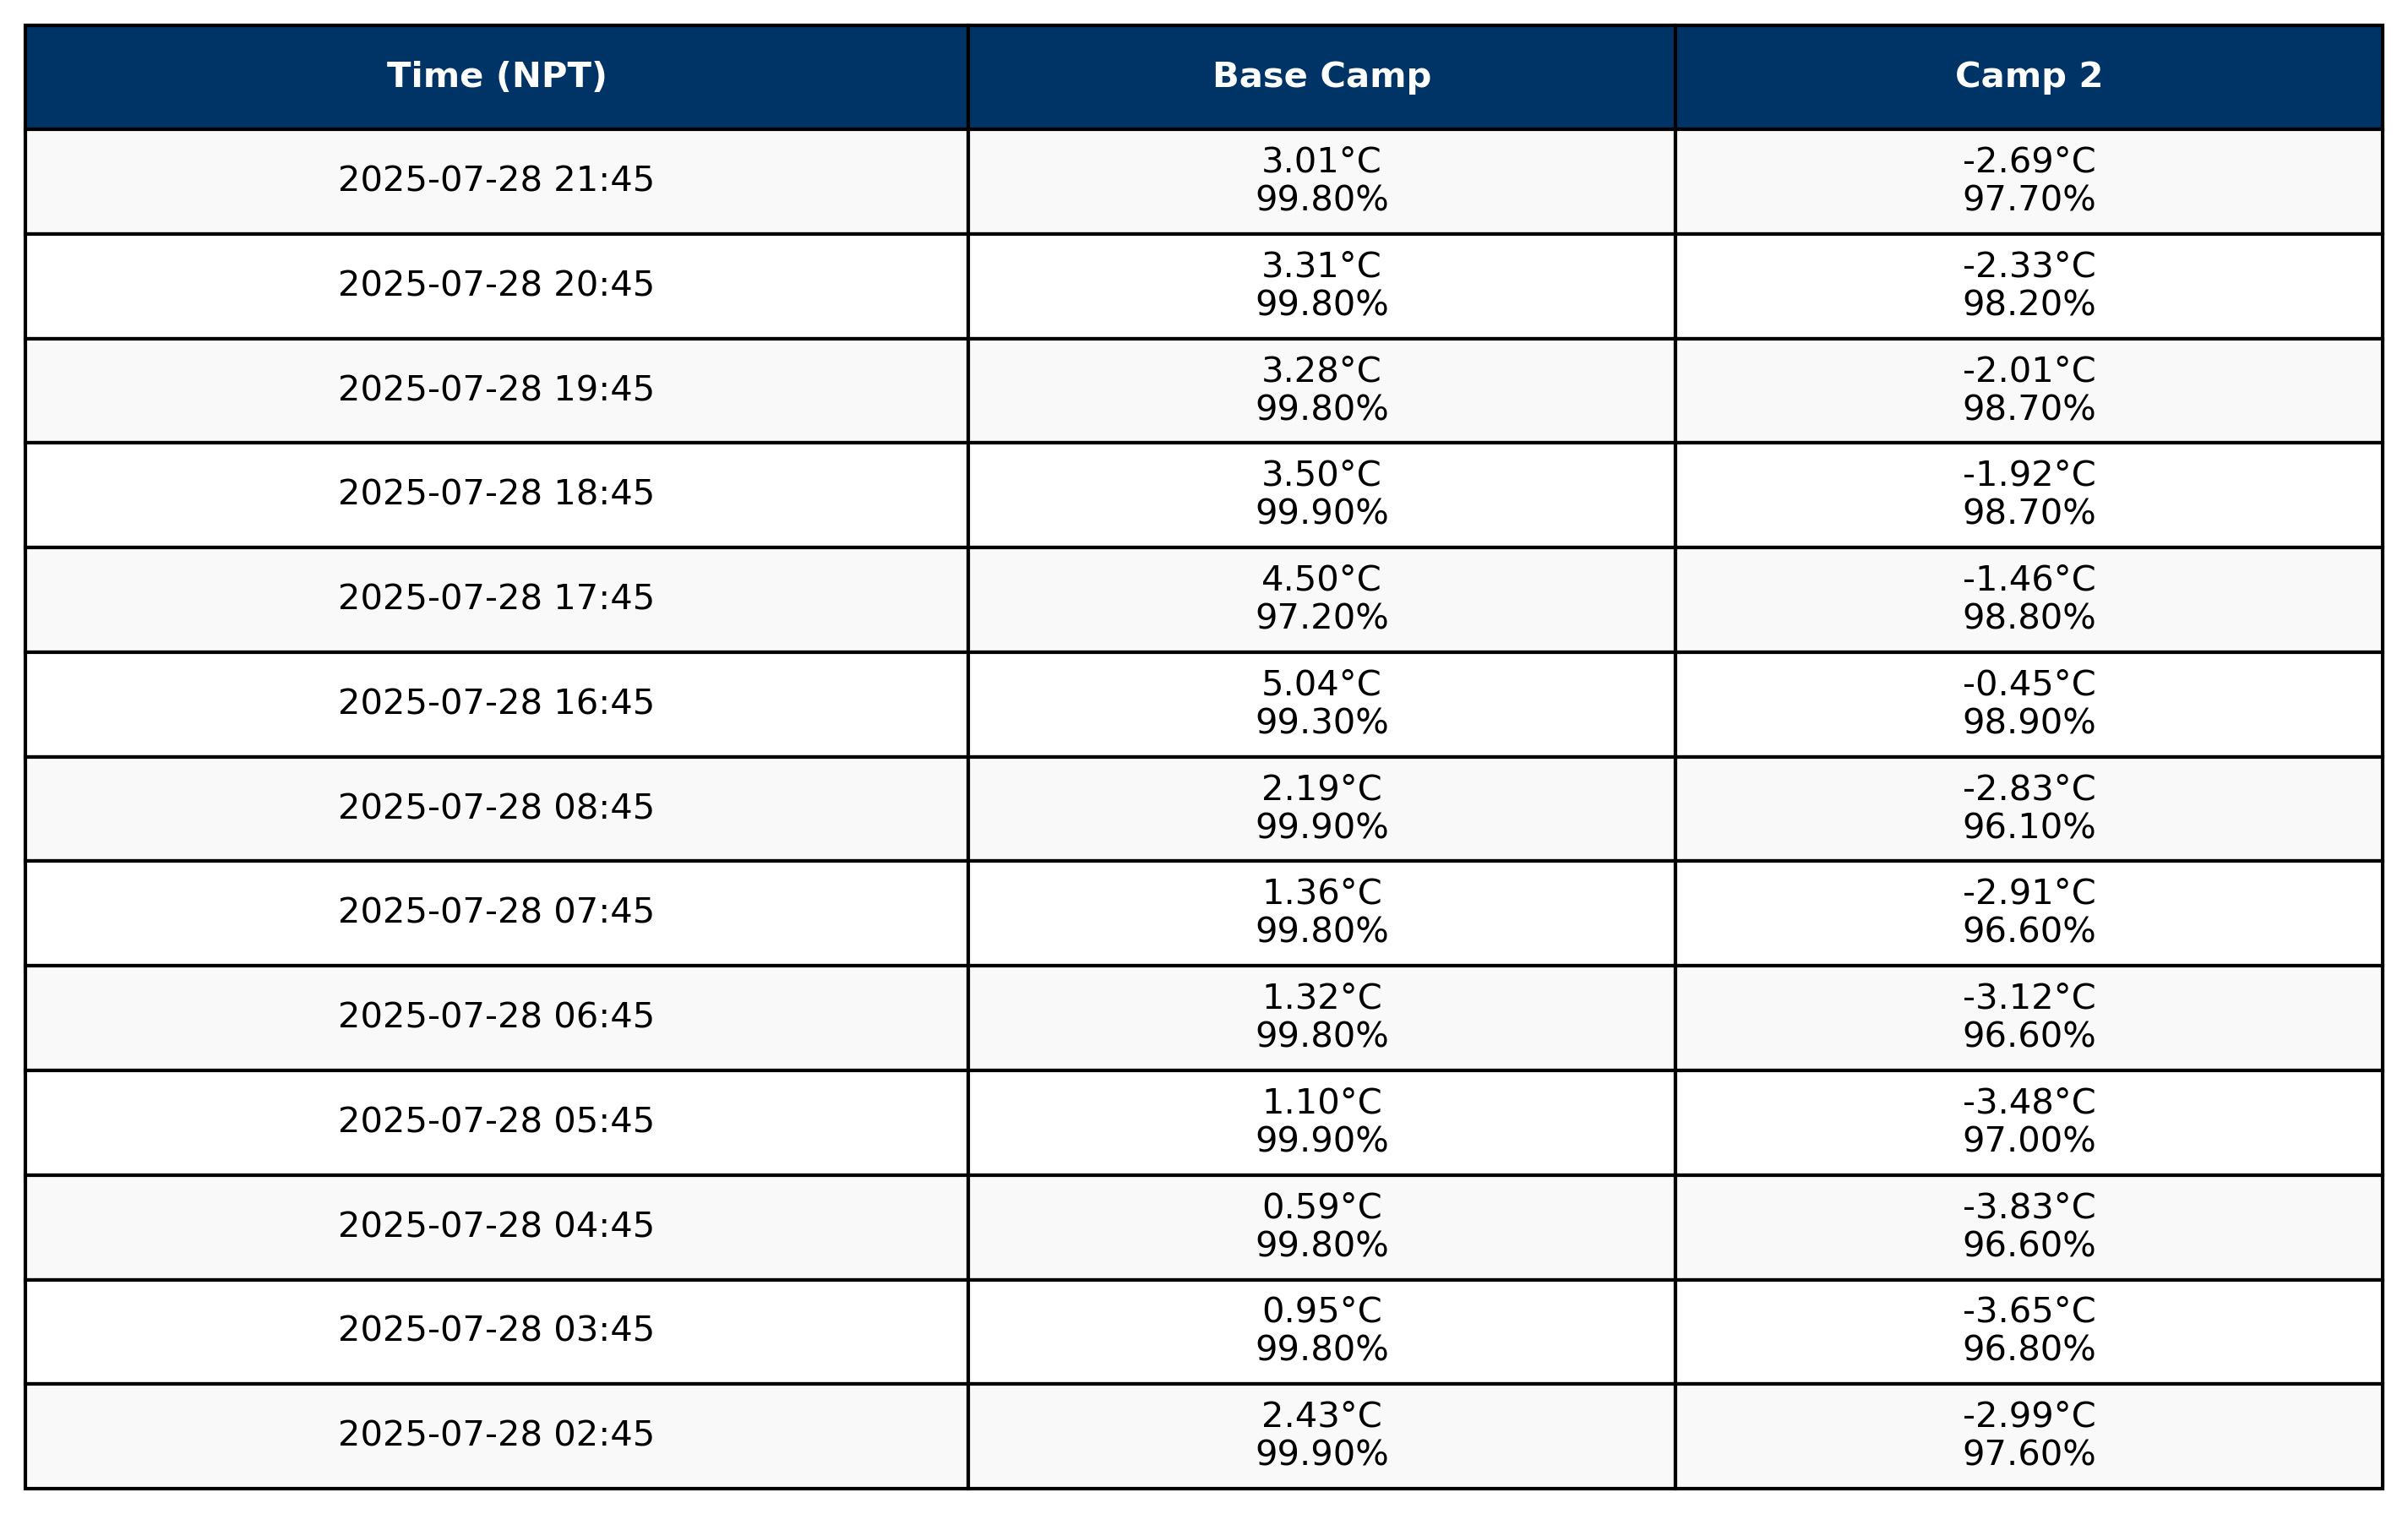 Time (NPT) Base Camp Camp 2
2025-07-28 21:45
3.01°C
99.80%
-2.69°C
97.70%
2025-07-28 20:45
3.31°C
99.80%
-2.33°C
98.20%
2025-07-28 19:45
3.28°C
99.80%
-2.01°C
98.70%
2025-07-28 18:45
3.50°C
99.90%
-1.92°C
98.70%
2025-07-28 17:45
4.50°C
97.20%
-1.46°C
98.80%
2025-07-28 16:45
5.04°C
99.30%
-0.45°C
98.90%
2025-07-28 08:45
2.19°C
99.90%
-2.83°C
96.10%
2025-07-28 07:45
1.36°C
99.80%
-2.91°C
96.60%
2025-07-28 06:45
1.32°C
99.80%
-3.12°C
96.60%
2025-07-28 05:45
1.10°C
99.90%
-3.48°C
97.00%
2025-07-28 04:45
0.59°C
99.80%
-3.83°C
96.60%
2025-07-28 03:45
0.95°C
99.80%
-3.65°C
96.80%
2025-07-28 02:45
2.43°C
99.90%
-2.99°C
97.60%